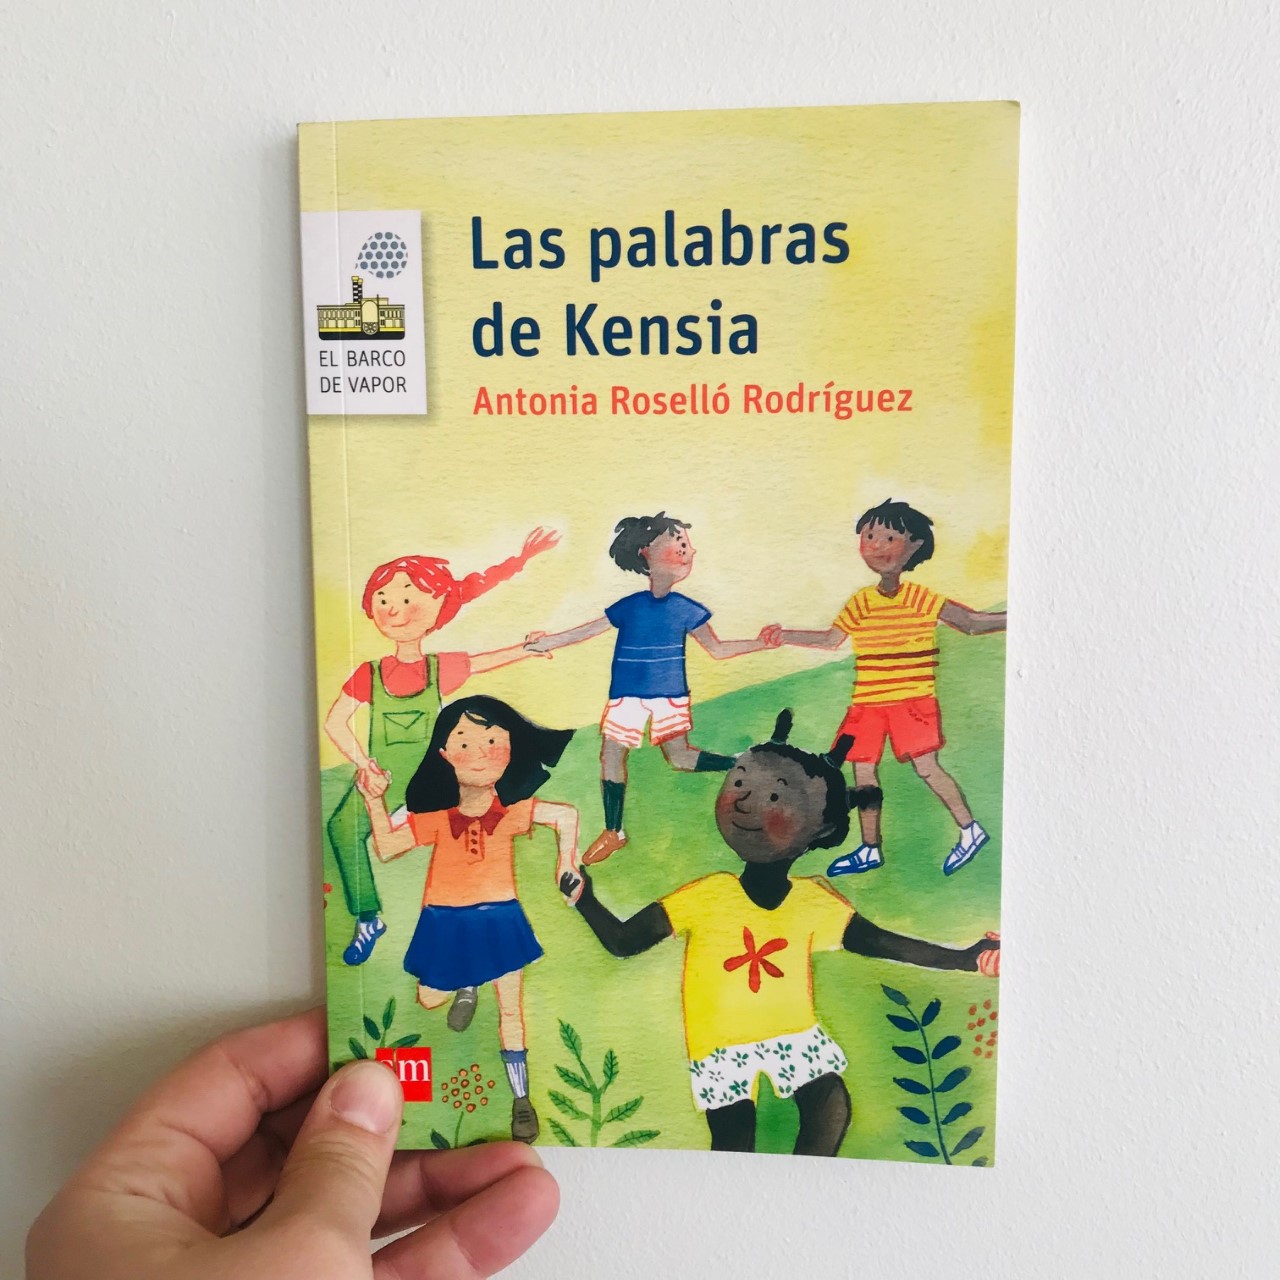 Las palabras
de Kensia
Antonia Roselló Rodríguez
EL BARCO
DE VAPOR
sm